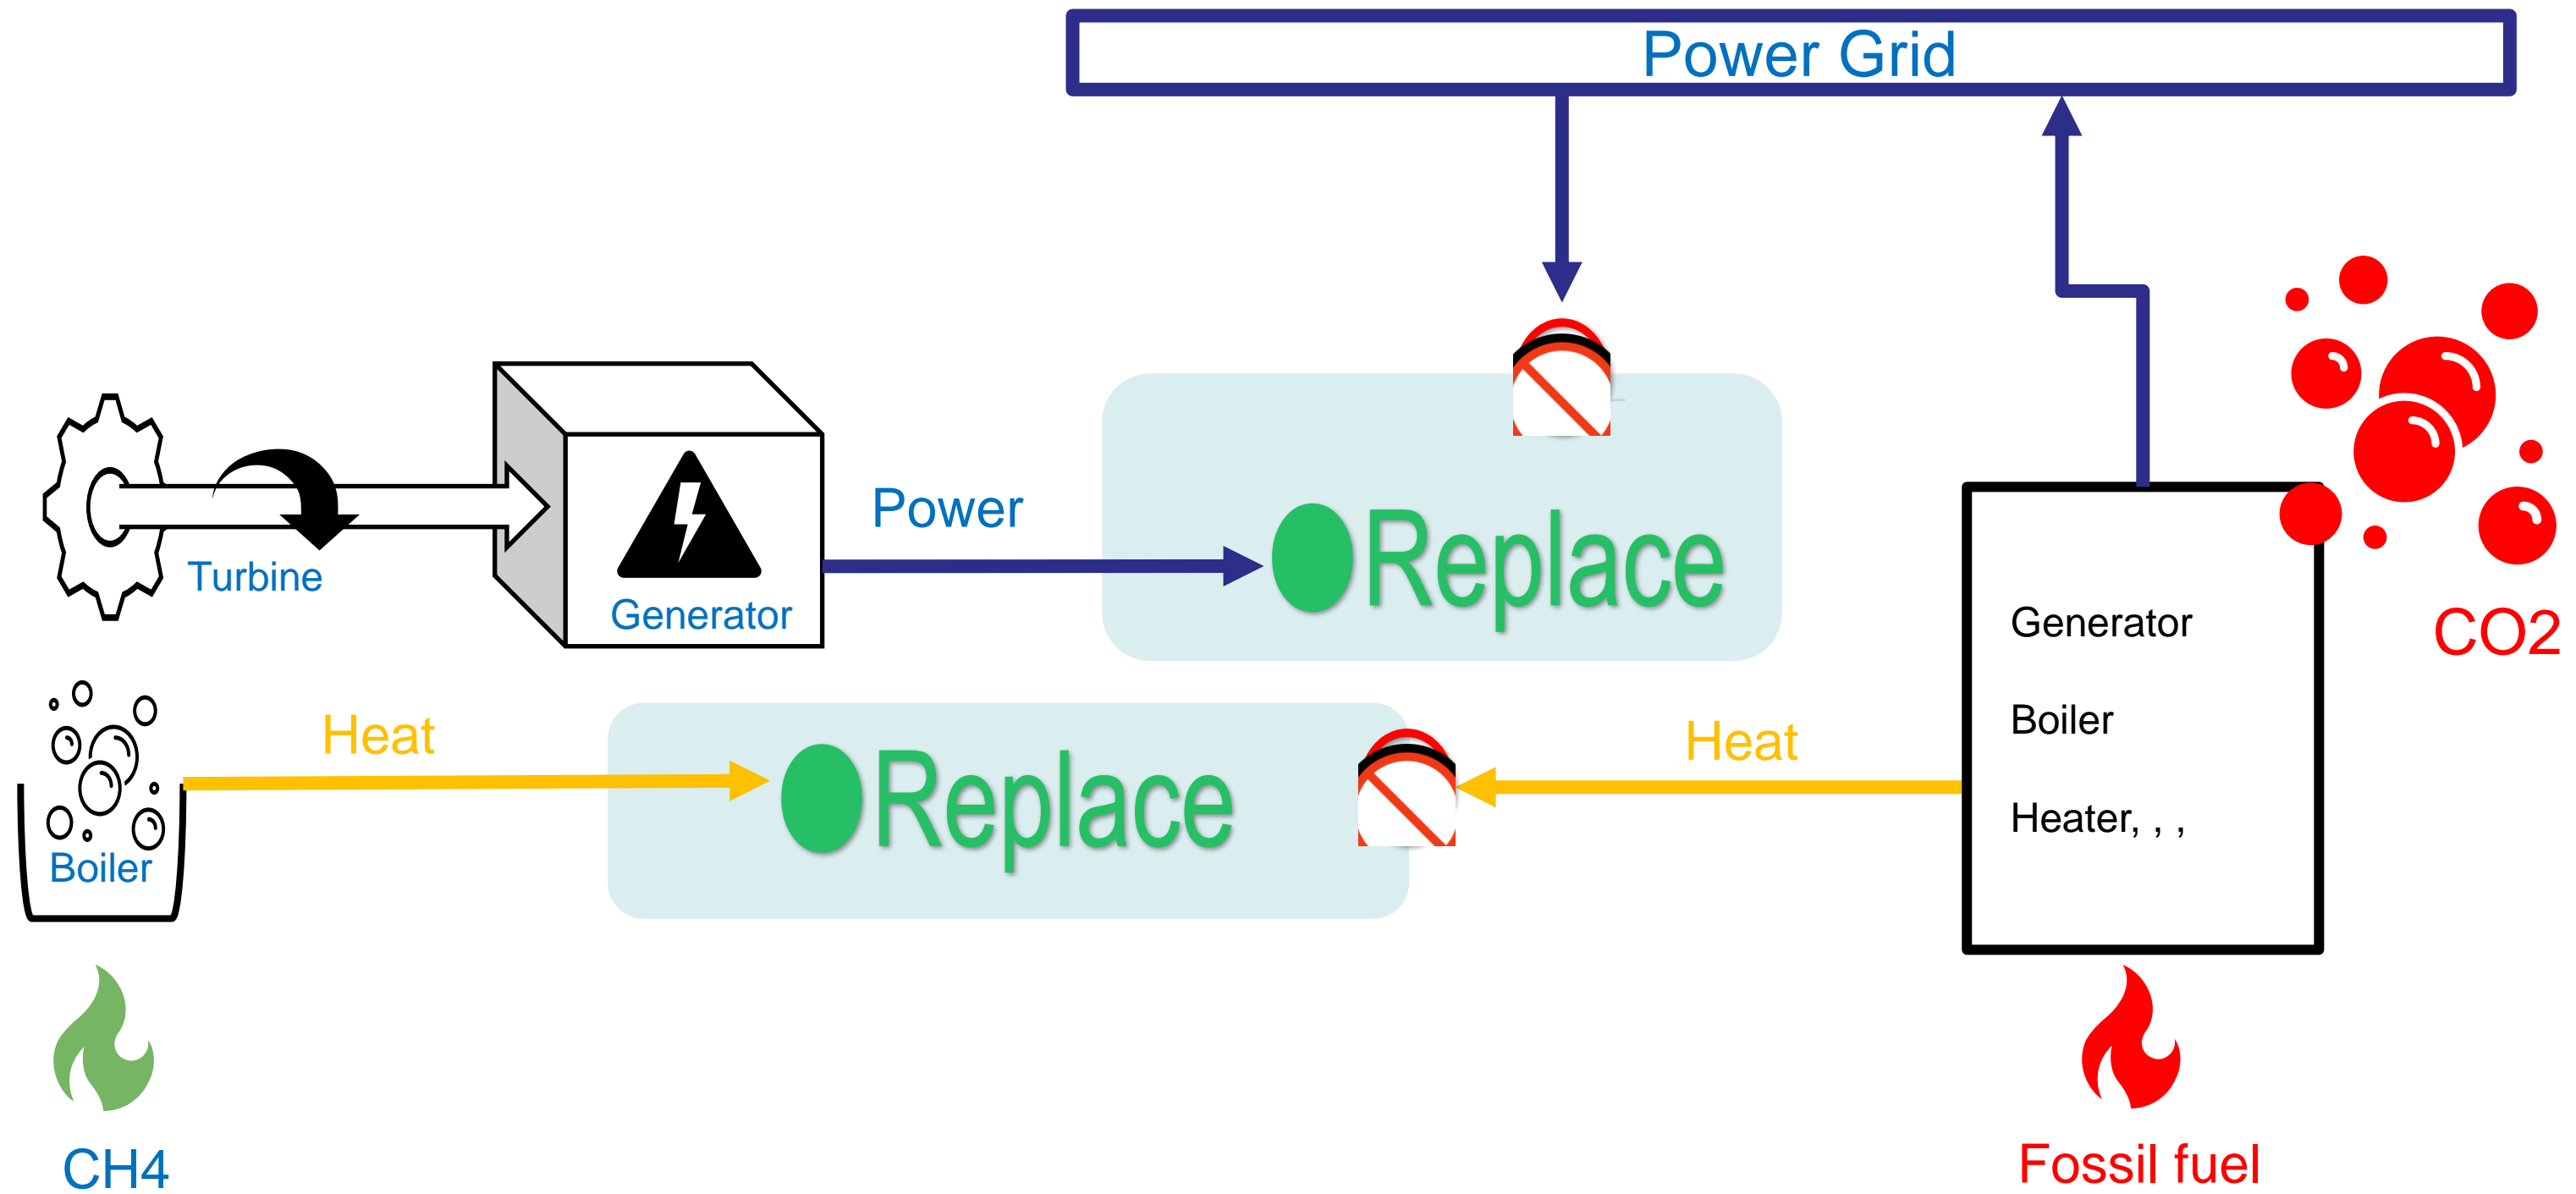 Power Grid
Power
Replace
Turbine
Generator
Generator
Boiler
Heater, , ,
CO2
Heat
Replace
Heat
Boiler
CH4
Fossil fuel